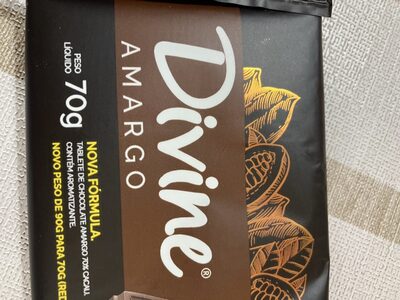 Divine®
AMARGO
PESO
LÍQUIDO
70g
NOVA FÓRMULA.
TABLETE DE CHOCOLATE AMARGO 70% CACAU.
CONTÉM AROMATIZANTE.
NOVO PESO DE 90G PARA 70G (RED